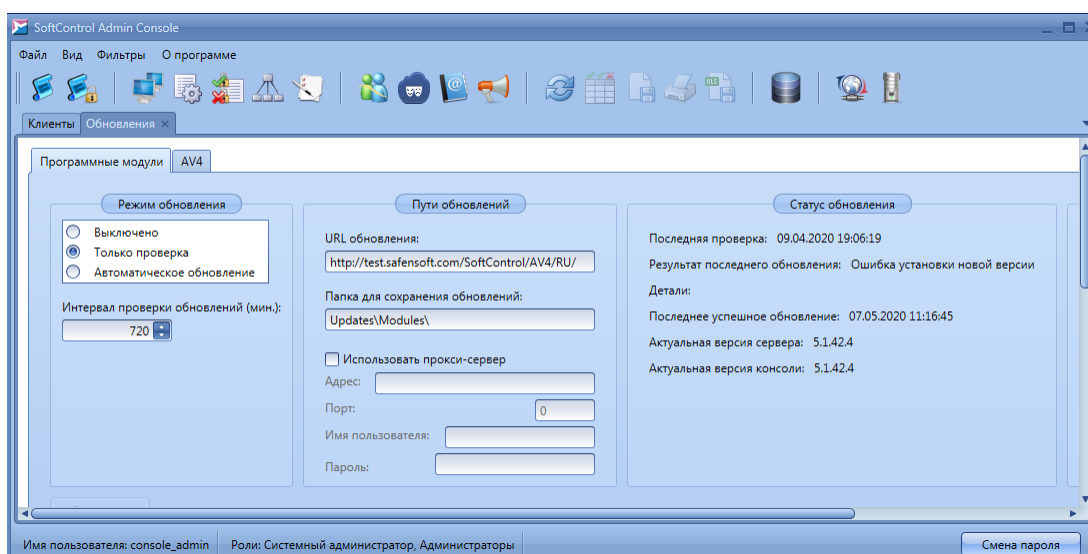 SoftControl Admin Console
Файл Вид Фильтры О программе
Клиенты Обновления
Программные модули AV4
Режим обновления
Выключено
Только проверка
Автоматическое обновление
Интервал проверки обновлений (мин.):
720
Пути обновлений
URL обновления:
http://test.safensoft.com/SoftControl/AV4/RU/
Папка для сохранения обновлений:
Updates\Modules\
Использовать прокси-сервер
Адрес:
Порт: 0
Имя пользователя:
Пароль:
Статус обновления
Последняя проверка: 09.04.2020 19:06:19
Результат последнего обновления: Ошибка установки новой версии
Детали:
Последнее успешное обновление: 07.05.2020 11:16:45
Актуальная версия сервера: 5.1.42.4
Актуальная версия консоли: 5.1.42.4
Имя пользователя: console_admin Роли: Системный администратор, Администраторы Смена пароля